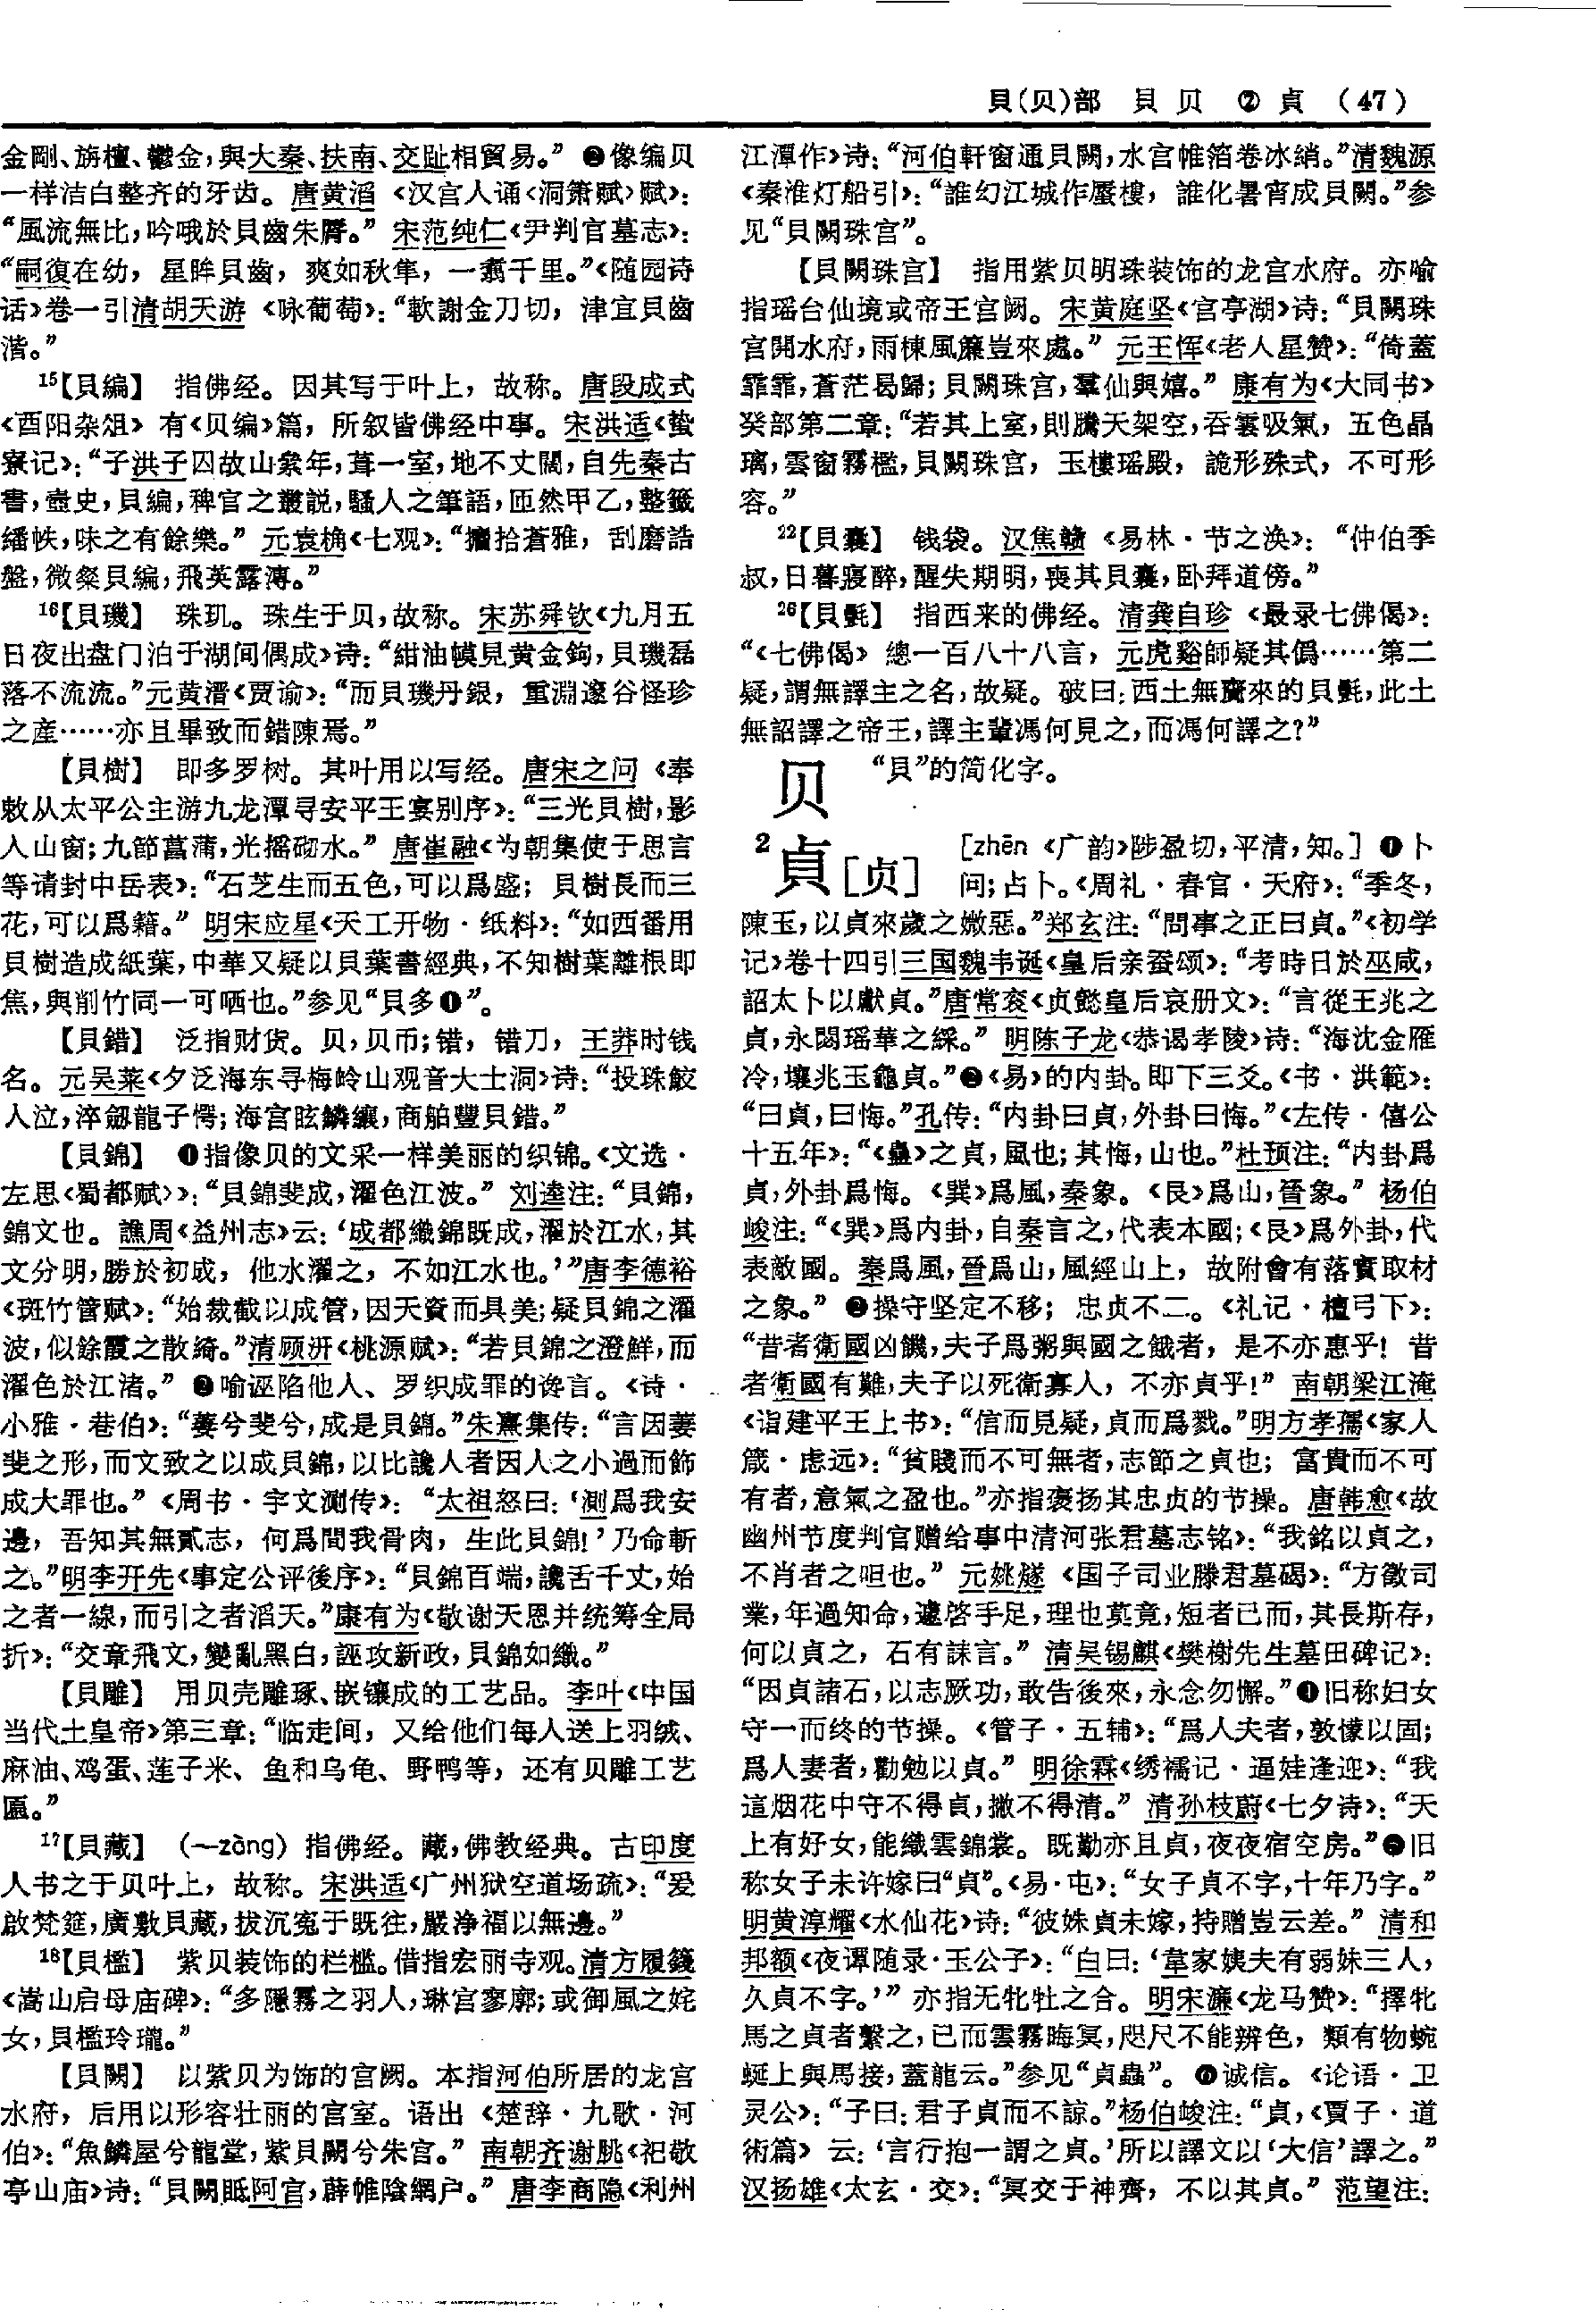 貝(贝)部　貝 贝 ② 貞 (47)
金剛、旃檀、鬱金，與大秦、扶南、交趾相貿易。” ❷像编贝
一样洁白整齐的牙齿。唐黄滔《汉宫人诵〈洞箫赋〉赋》：
“風流無比，吟哦於貝齒朱脣。” 宋范纯仁《尹判官墓志》：
“嗣復在幼，星眸貝齒，爽如秋隼，一翥千里。”《随园诗
话》卷一引清胡天游《咏葡萄》：“軟謝金刀切，津宜貝齒
湝。”
15【貝編】 指佛经。因其写于叶上，故称。唐段成式
《酉阳杂俎》有《贝编》篇，所叙皆佛经中事。宋洪适《蛰
寮记》：“子洪子囚故山絫年，葺一室，地不丈闊，自先秦古
書，壼史，貝編，稗官之叢説，騷人之筆語，匝然甲乙，整籤
繙帙，味之有餘樂。” 元袁桷《七观》：“攟拾蒼雅，刮磨誥
盤，微粲貝編，飛英露漙。”
16【貝璣】 珠玑。珠生于贝，故称。宋苏舜钦《九月五
日夜出盘门泊于湖间偶成》诗：“紺油幙見黄金鉤，貝璣磊
落不流流。”元黄溍《贾谕》：“而貝璣丹銀，重淵邃谷怪珍
之産……亦且畢致而錯陳焉。”
【貝樹】 即多罗树。其叶用以写经。唐宋之问《奉
敕从太平公主游九龙潭寻安平王宴别序》：“三光貝樹，影
入山窗；九節菖蒲，光摇砌水。” 唐崔融《为朝集使于思言
等请封中岳表》：“石芝生而五色，可以爲盛；貝樹長而三
花，可以爲籍。” 明宋应星《天工开物·纸料》：“如西番用
貝樹造成紙葉，中華又疑以貝葉書經典，不知樹葉離根即
焦，與削竹同一可哂也。”参见“貝多❶”。
【貝錯】 泛指财货。贝，贝币；错，错刀，王莽时钱
名。元吴莱《夕泛海东寻梅岭山观音大士洞》诗：“投珠鮫
人泣，淬劔龍子愕；海宫眩鱗纕，商舶豐貝錯。”
【貝錦】 ❶指像贝的文采一样美丽的织锦。《文选·
左思〈蜀都赋〉》：“貝錦斐成，濯色江波。” 刘逵注：“貝錦，
錦文也。譙周《益州志》云：‘成都織錦既成，濯於江水，其
文分明，勝於初成，他水濯之，不如江水也。’”唐李德裕
《斑竹管赋》：“始裁截以成管，因天資而具美；疑貝錦之濯
波，似餘霞之散綺。”清顾汧《桃源赋》：“若貝錦之澄鮮，而
濯色於江渚。” ❷喻诬陷他人、罗织成罪的谗言。《诗·
小雅·巷伯》：“萋兮斐兮，成是貝錦。”朱熹集传：“言因萋
斐之形，而文致之以成貝錦，以比讒人者因人之小過而飾
成大罪也。”《周书·宇文测传》：“太祖怒曰：‘測爲我安
邊，吾知其無貳志，何爲間我骨肉，生此貝錦！’乃命斬
之。”明李开先《事定公评後序》：“貝錦百端，讒舌千丈，始
之者一線，而引之者滔天。”康有为《敬谢天恩并统筹全局
折》：“交章飛文，變亂黑白，誣攻新政，貝錦如織。”
【貝雕】 用贝壳雕琢、嵌镶成的工艺品。李叶《中国
当代土皇帝》第三章：“临走间，又给他们每人送上羽绒、
麻油、鸡蛋、莲子米、鱼和乌龟、野鸭等，还有贝雕工艺
匾。”
17【貝藏】 (—zàng) 指佛经。藏，佛教经典。古印度
人书之于贝叶上，故称。宋洪适《广州狱空道场疏》：“爰
啟梵筵，廣敷貝藏，拔沉冤于既往，嚴净福以無邊。”
18【貝檻】 紫贝装饰的栏槛。借指宏丽寺观。清方履籛
《嵩山启母庙碑》：“多隱霧之羽人，琳宫寥廓；或御風之姹
女，貝檻玲瓏。”
【貝闕】 以紫贝为饰的宫阙。本指河伯所居的龙宫
水府，后用以形容壮丽的宫室。语出《楚辞·九歌·河
伯》：“魚鱗屋兮龍堂，紫貝闕兮朱宫。” 南朝齐谢朓《祀敬
亭山庙》诗：“貝闕眂阿宫，薜帷陰網户。” 唐李商隐《利州
江潭作》诗：“河伯軒窗通貝闕，水宫帷箔卷冰綃。”清魏源
《秦淮灯船引》：“誰幻江城作蜃樓，誰化暑宵成貝闕。”参
见“貝闕珠宫”。
【貝闕珠宫】 指用紫贝明珠装饰的龙宫水府。亦喻
指瑶台仙境或帝王宫阙。宋黄庭坚《宫亭湖》诗：“貝闕珠
宫開水府，雨棟風簾豈來處。” 元王恽《老人星赞》：“倚蓋
霏霏，蒼茫曷歸；貝闕珠宫，羣仙與嬉。” 康有为《大同书》
癸部第二章：“若其上室，則騰天架空，吞雲吸氣，五色晶
璃，雲窗霧檻，貝闕珠宫，玉樓瑶殿，詭形殊式，不可形
容。”
22【貝囊】 钱袋。汉焦赣《易林·节之涣》：“仲伯季
叔，日暮寢醉，醒失期明，喪其貝囊，卧拜道傍。”
26【貝氎】 指西来的佛经。清龚自珍《最录七佛偈》：
“《七佛偈》總一百八十八言，元虎谿師疑其僞……第二
疑，謂無譯主之名，故疑。破曰：西土無齎來的貝氎，此土
無詔譯之帝王，譯主輩馮何見之，而馮何譯之？”
贝 “貝”的简化字。
2貞[贞] [zhēn《广韵》陟盈切，平清，知。] ❶卜
问；占卜。《周礼·春官·天府》：“季冬，
陳玉，以貞來歲之媺惡。”郑玄注：“問事之正曰貞。”《初学
记》卷十四引三国魏韦诞《皇后亲蚕颂》：“考時日於巫咸，
詔太卜以獻貞。”唐常衮《贞懿皇后哀册文》：“言從王兆之
貞，永閟瑶華之綵。” 明陈子龙《恭谒孝陵》诗：“海沈金雁
冷，壤兆玉龜貞。”❷《易》的内卦。即下三爻。《书·洪範》：
“曰貞，曰悔。”孔传：“内卦曰貞，外卦曰悔。”《左传·僖公
十五年》：“《蠱》之貞，風也；其悔，山也。”杜预注：“内卦爲
貞，外卦爲悔。《巽》爲風，秦象。《艮》爲山，晉象。” 杨伯
峻注：“《巽》爲内卦，自秦言之，代表本國；《艮》爲外卦，代
表敵國。秦爲風，晉爲山，風經山上，故附會有落實取材
之象。” ❸操守坚定不移；忠贞不二。《礼记·檀弓下》：
“昔者衛國凶饑，夫子爲粥與國之餓者，是不亦惠乎！昔
者衛國有難，夫子以死衛寡人，不亦貞乎！” 南朝梁江淹
《诣建平王上书》：“信而見疑，貞而爲戮。”明方孝孺《家人
箴·虑远》：“貧賤而不可無者，志節之貞也；富貴而不可
有者，意氣之盈也。”亦指褒扬其忠贞的节操。唐韩愈《故
幽州节度判官赠给事中清河张君墓志铭》：“我銘以貞之，
不肖者之呾也。” 元姚燧《国子司业滕君墓碣》：“方徵司
業，年過知命，遽啓手足，理也莫竟，短者已而，其長斯存，
何以貞之，石有誄言。” 清吴锡麒《樊榭先生墓田碑记》：
“因貞諸石，以志厥功，敢告後來，永念勿懈。”❹旧称妇女
守一而终的节操。《管子·五辅》：“爲人夫者，敦懞以固；
爲人妻者，勸勉以貞。” 明徐霖《绣襦记·逼娃逢迎》：“我
這烟花中守不得貞，撇不得清。” 清孙枝蔚《七夕诗》：“天
上有好女，能織雲錦裳。既勤亦且貞，夜夜宿空房。”❺旧
称女子未许嫁曰“貞”。《易·屯》：“女子貞不字，十年乃字。”
明黄淳耀《水仙花》诗：“彼姝貞未嫁，持贈豈云差。” 清和
邦额《夜谭随录·玉公子》：“白曰：‘韋家姨夫有弱妹三人，
久貞不字。’” 亦指无牝牡之合。明宋濂《龙马赞》：“擇牝
馬之貞者繫之，已而雲霧晦冥，咫尺不能辨色，類有物蜿
蜒上與馬接，蓋龍云。”参见“貞蟲”。❻诚信。《论语·卫
灵公》：“子曰：君子貞而不諒。”杨伯峻注：“貞，《賈子·道
術篇》云：‘言行抱一謂之貞。’所以譯文以‘大信’譯之。”
汉扬雄《太玄·交》：“冥交于神齊，不以其貞。” 范望注：